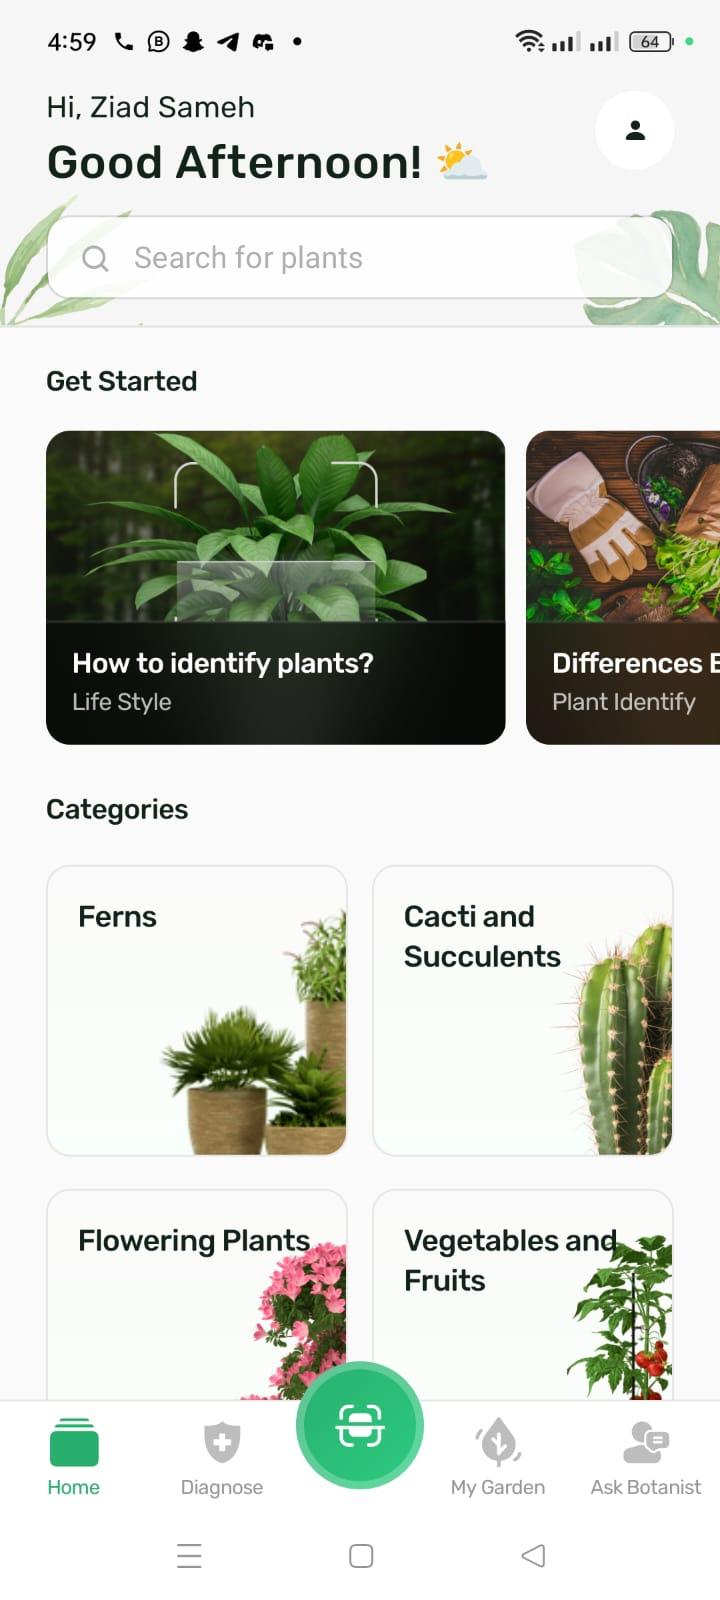 4:59
64
Hi, Ziad Sameh
Good Afternoon!
Search for plants
Get Started
How to identify plants?
Life Style
Differences
Plant Identify
Categories
Ferns
Cacti and
Succulents
Flowering Plants
Vegetables and
Fruits
Home
Diagnose
My Garden
Ask Botanist